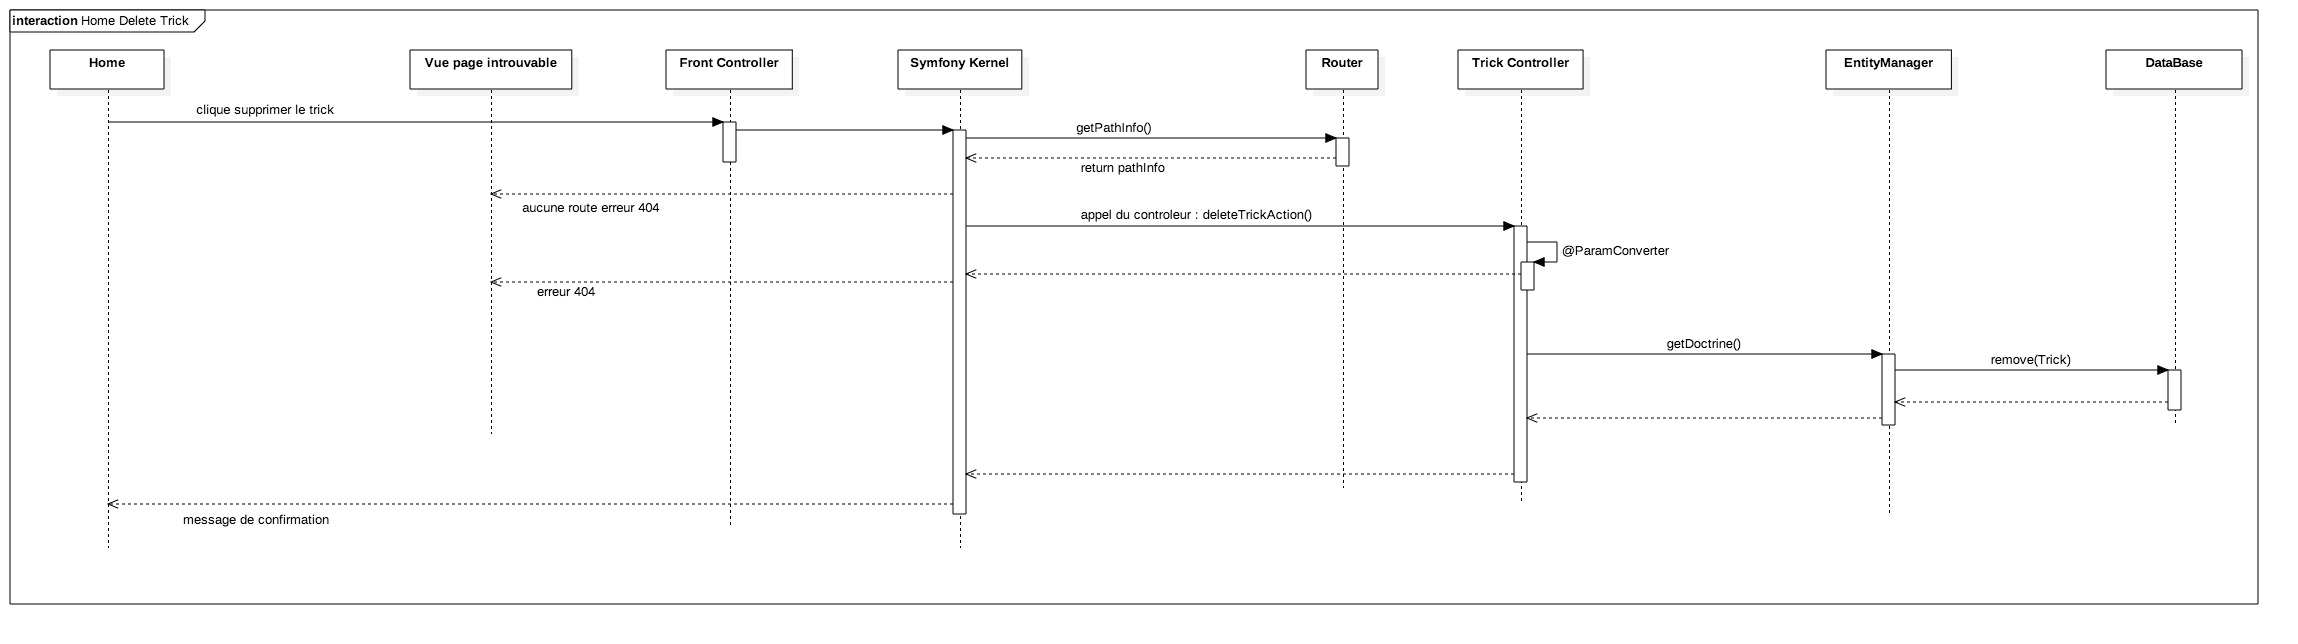 interaction Home Delete Trick
Home
Vue page introuvable
Front Controller
Symfony Kernel
Router
Trick Controller
EntityManager
DataBase
clique supprimer le trick
getPathInfo()
return pathInfo
aucune route erreur 404
appel du controleur : deleteTrickAction()
@ParamConverter
erreur 404
getDoctrine()
remove(Trick)
message de confirmation